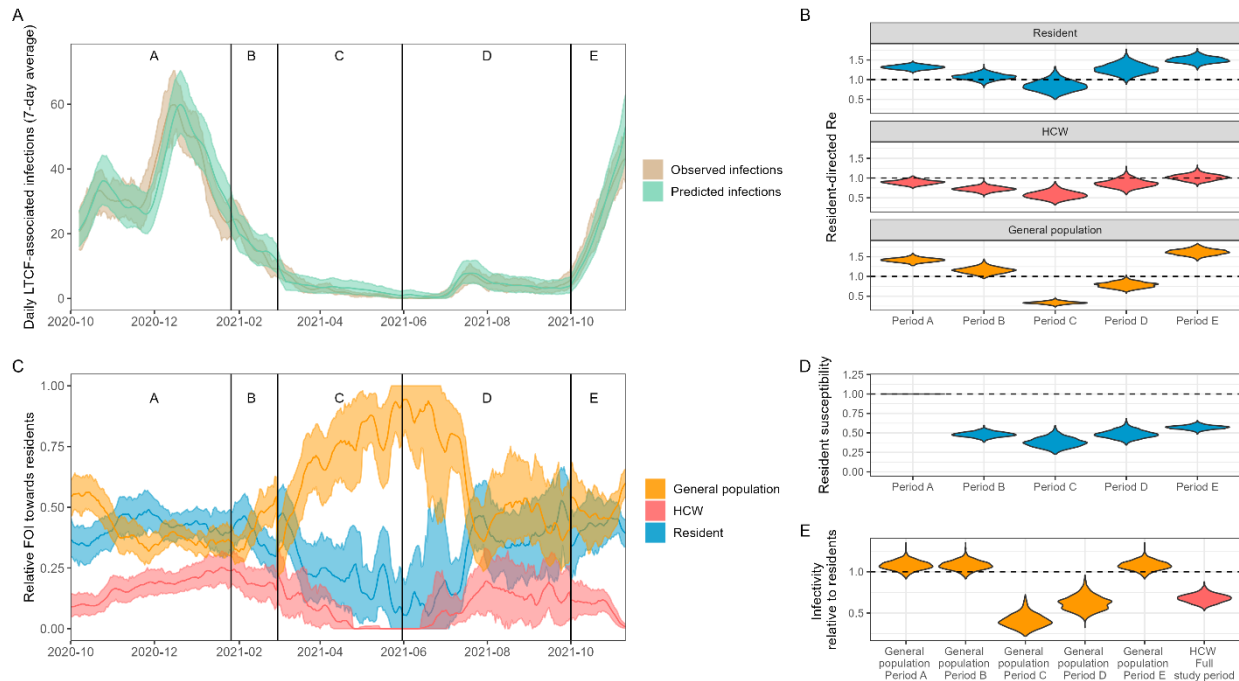 A
Daily LTCF-associated infections (7-day average)
60
40
20
0
A
B
C
D
E
2020-10
2020-12
2021-02
2021-04
2021-06
2021-08
2021-10
Observed infections
Predicted infections
B
Resident-directed Re
Resident
1.5
1.0
0.5
HCW
1.5
1.0
0.5
General population
1.5
1.0
0.5
Period A
Period B
Period C
Period D
Period E
C
Relative FOI towards residents
1.00
0.75
0.50
0.25
0.00
A
B
C
D
E
2020-10
2020-12
2021-02
2021-04
2021-06
2021-08
2021-10
General population
HCW
Resident
D
Resident susceptibility
1.25
1.00
0.75
0.50
0.25
0.00
Period A
Period B
Period C
Period D
Period E
E
Infectivity
relative to residents
1.0
0.5
General
population
Period A
General
population
Period B
General
population
Period C
General
population
Period D
General
population
Period E
HCW
Full
study period